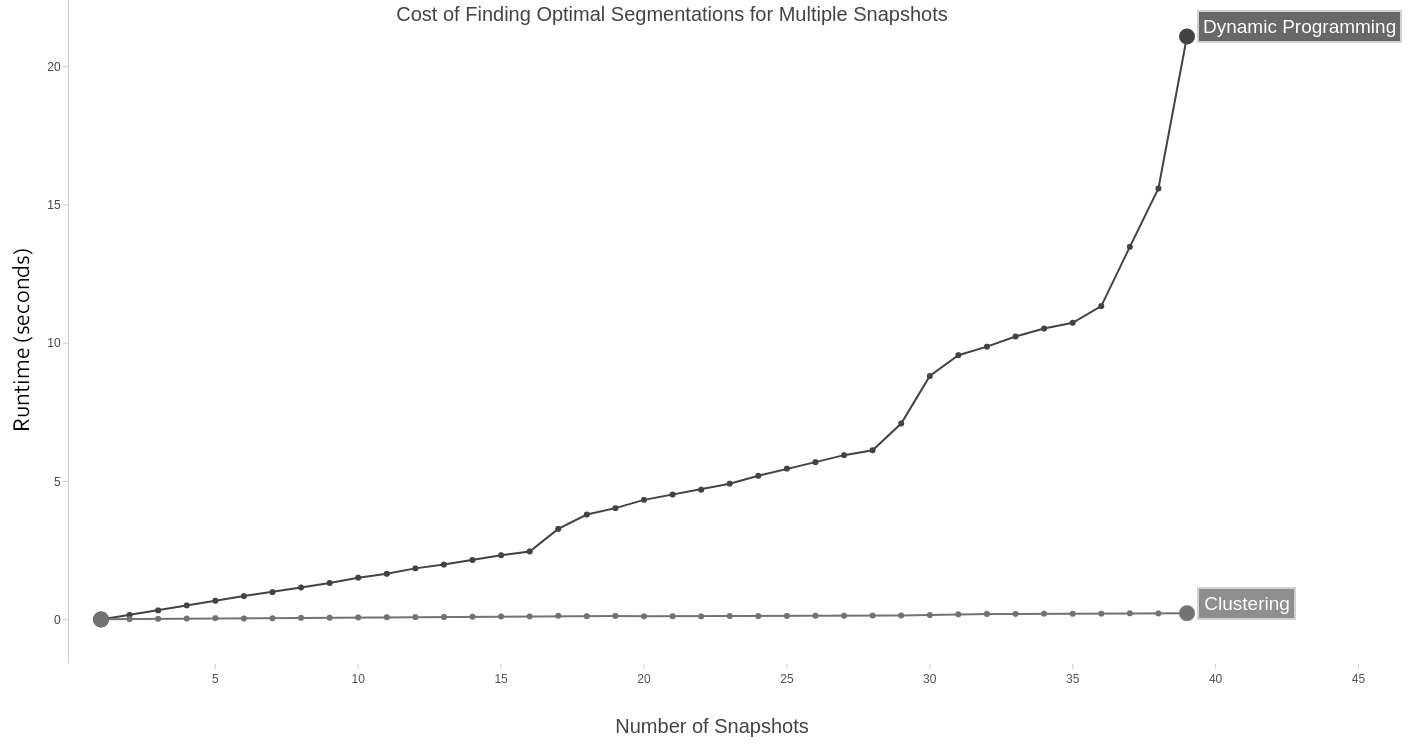 Cost of Finding Optimal Segmentations for Multiple Snapshots
Dynamic Programming
20
15
Runtime (seconds)
10
5
Clustering
0
5 10 15 20 25 30 35 40 45
Number of Snapshots